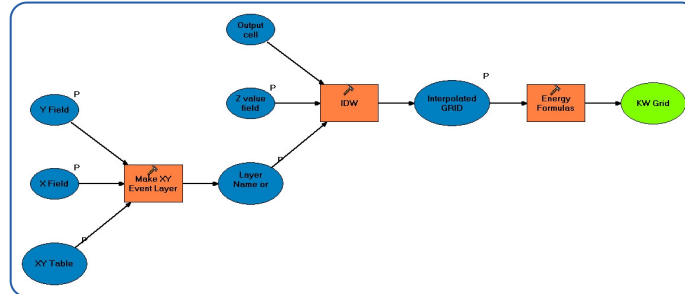 Output
cell
P
Z value
field
IDW
P
Interpolated
GRID
Energy
Formulas
KW Grid
P
Y Field
P
X Field
Make XY
Event Layer
P
Layer
Name or
P
XY Table